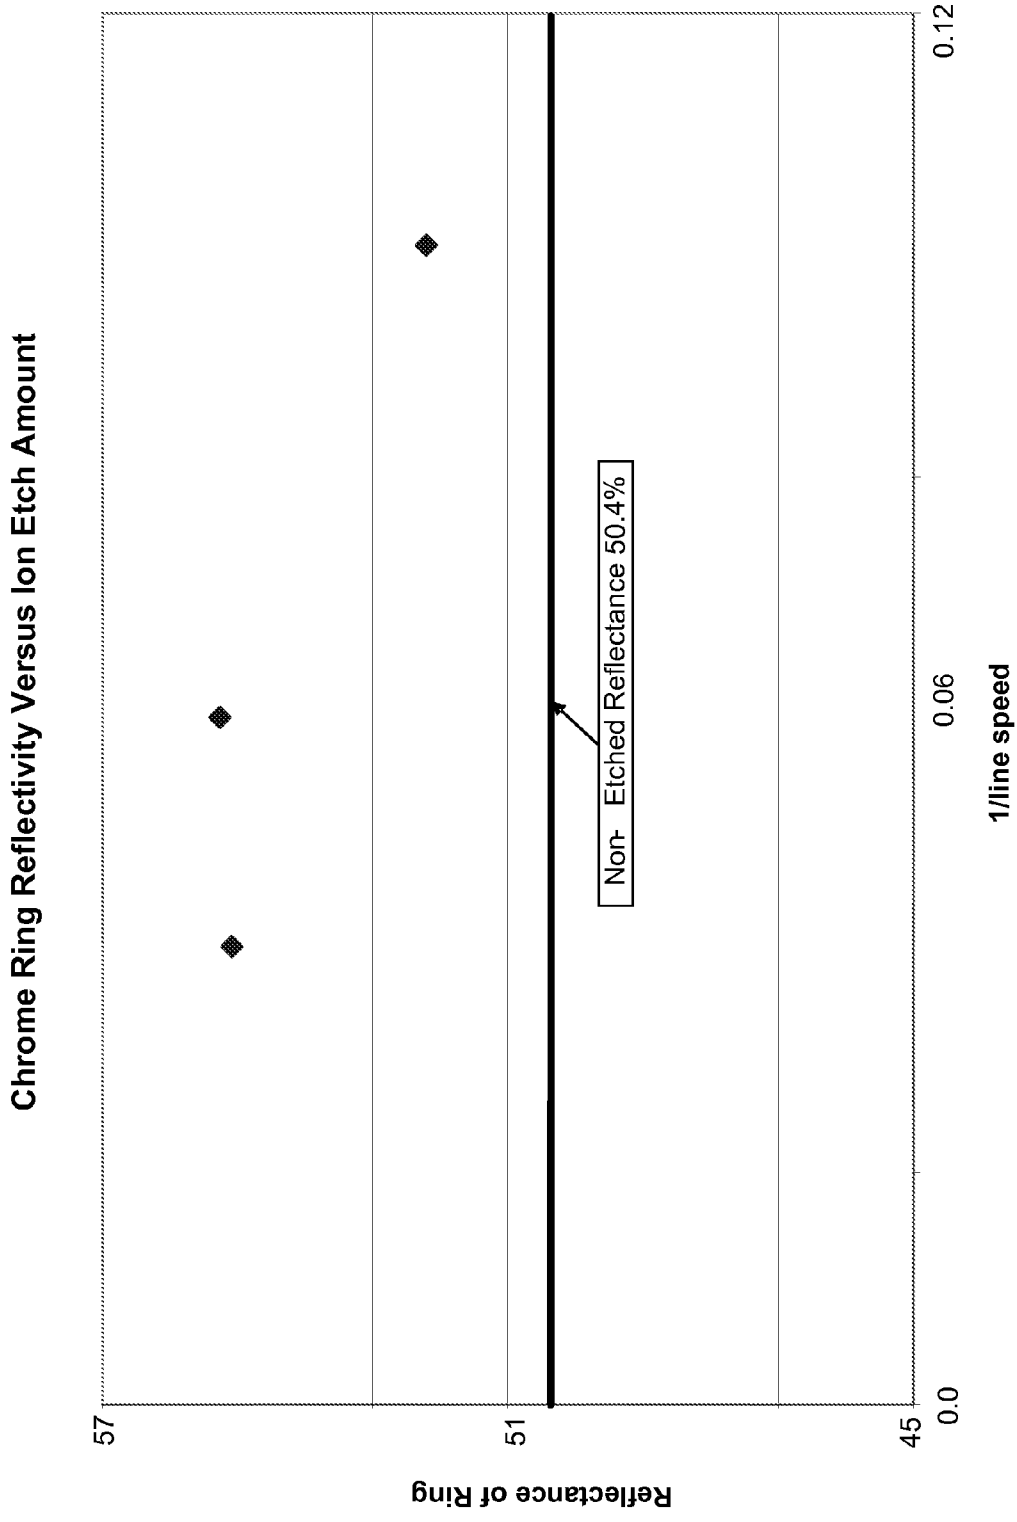 Chrome Ring Reflectivity Versus Ion Etch Amount
Reflectance of Ring
57
51
45
Non- Etched Reflectance 50.4%
0.0
0.06
0.12
1/line speed